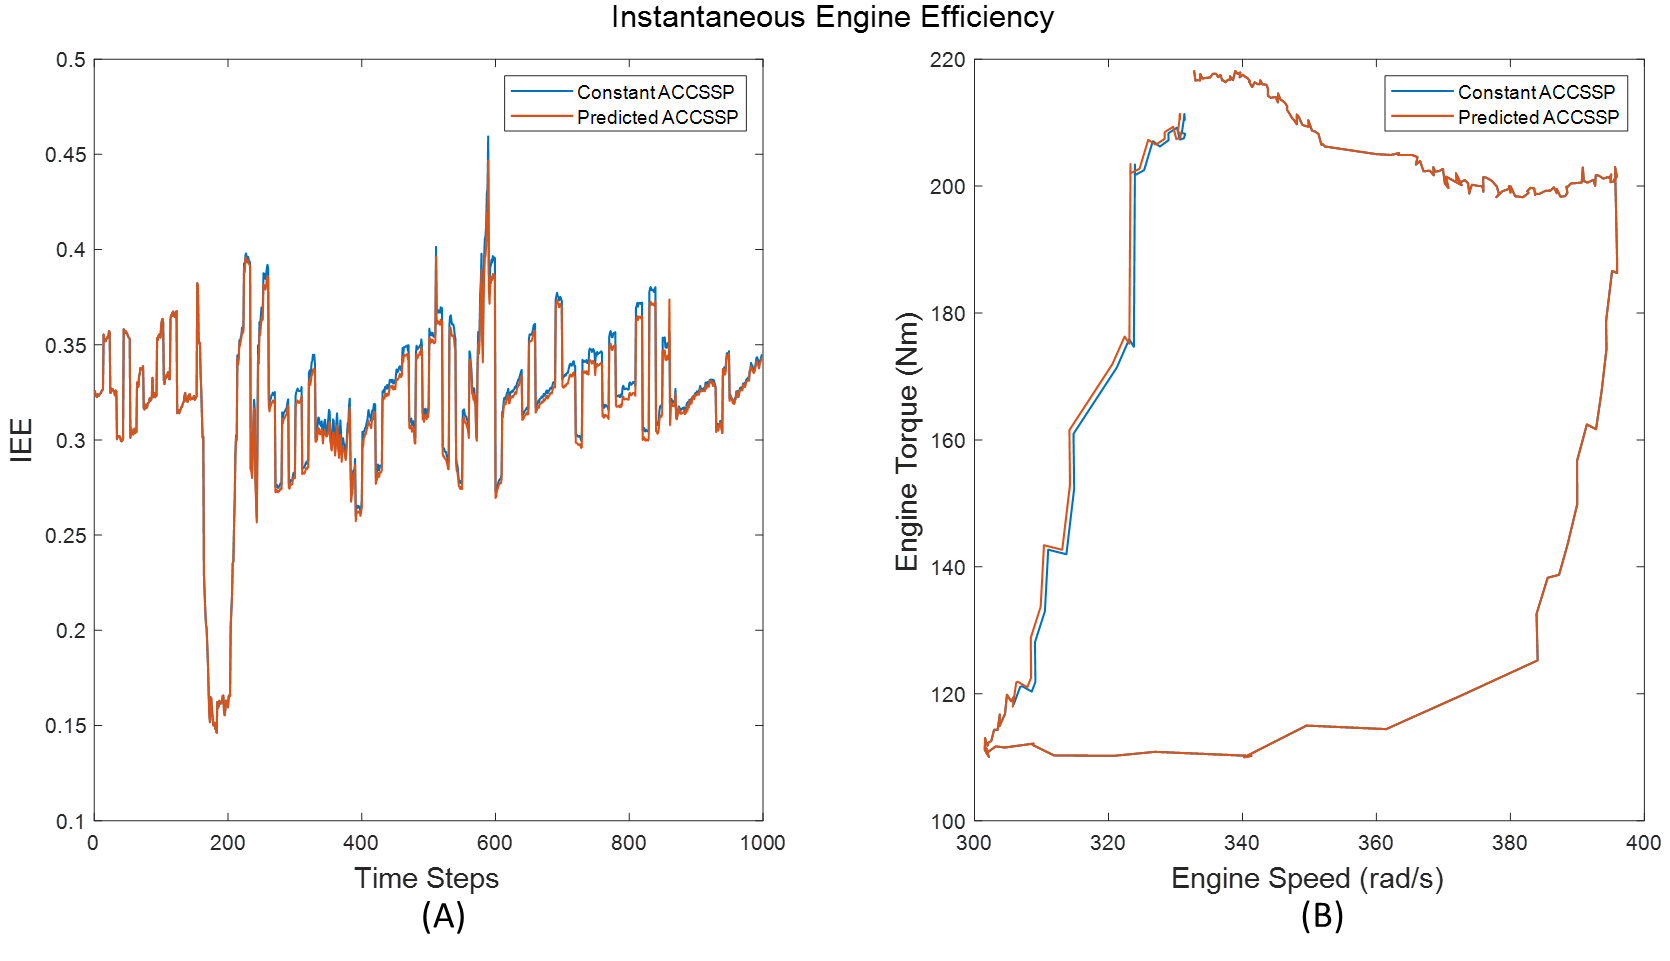 Instantaneous Engine Efficiency
0.5
0.45
0.4
0.35
0.3
0.25
0.2
0.15
0.1
IEE
0 200 400 600 800 1000
Time Steps
(A)
Constant ACCSSP
Predicted ACCSSP
220
200
180
160
140
120
100
Engine Torque (Nm)
300 320 340 360 380 400
Engine Speed (rad/s)
(B)
Constant ACCSSP
Predicted ACCSSP